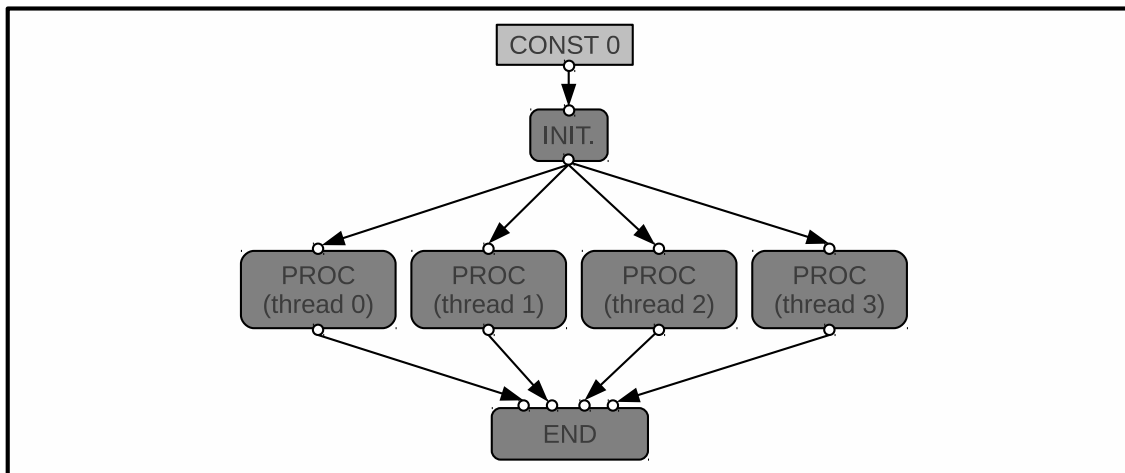 CONST 0
INIT.
PROC
(thread 0)
PROC
(thread 1)
PROC
(thread 2)
PROC
(thread 3)
END